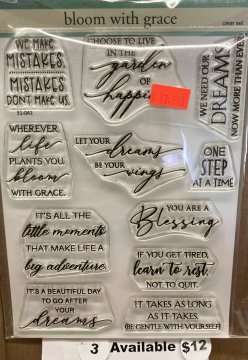 bloom with grace
clear set
WE MAKE
MISTAKES,
MISTAKES
DON'T MAKE US.
31-041
CHOOSE TO LIVE
IN THE
garden
OF
WE NEED OUR
DREAMS
NOW MORE THAN EVER
WHEREVER
life
PLANTS YOU,
bloom
WITH GRACE.
LET YOUR
dreams
BE YOUR
wings
ONE
STEP
AT A TIME
IT'S ALL THE
little moments
THAT MAKE LIFE A
big adventure.
YOU ARE A
Blessing
IF YOU GET TIRED,
learn to rest,
NOT TO QUIT.
IT'S A BEAUTIFUL DAY
TO GO AFTER
YOUR
dreams
IT TAKES AS LONG
AS IT TAKES.
(BE GENTLE WITH YOURSELF)
3 Available $12